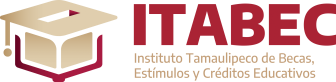 ITABEC
Instituto Tamaulipeco de Becas,
Estímulos y Créditos Educativos